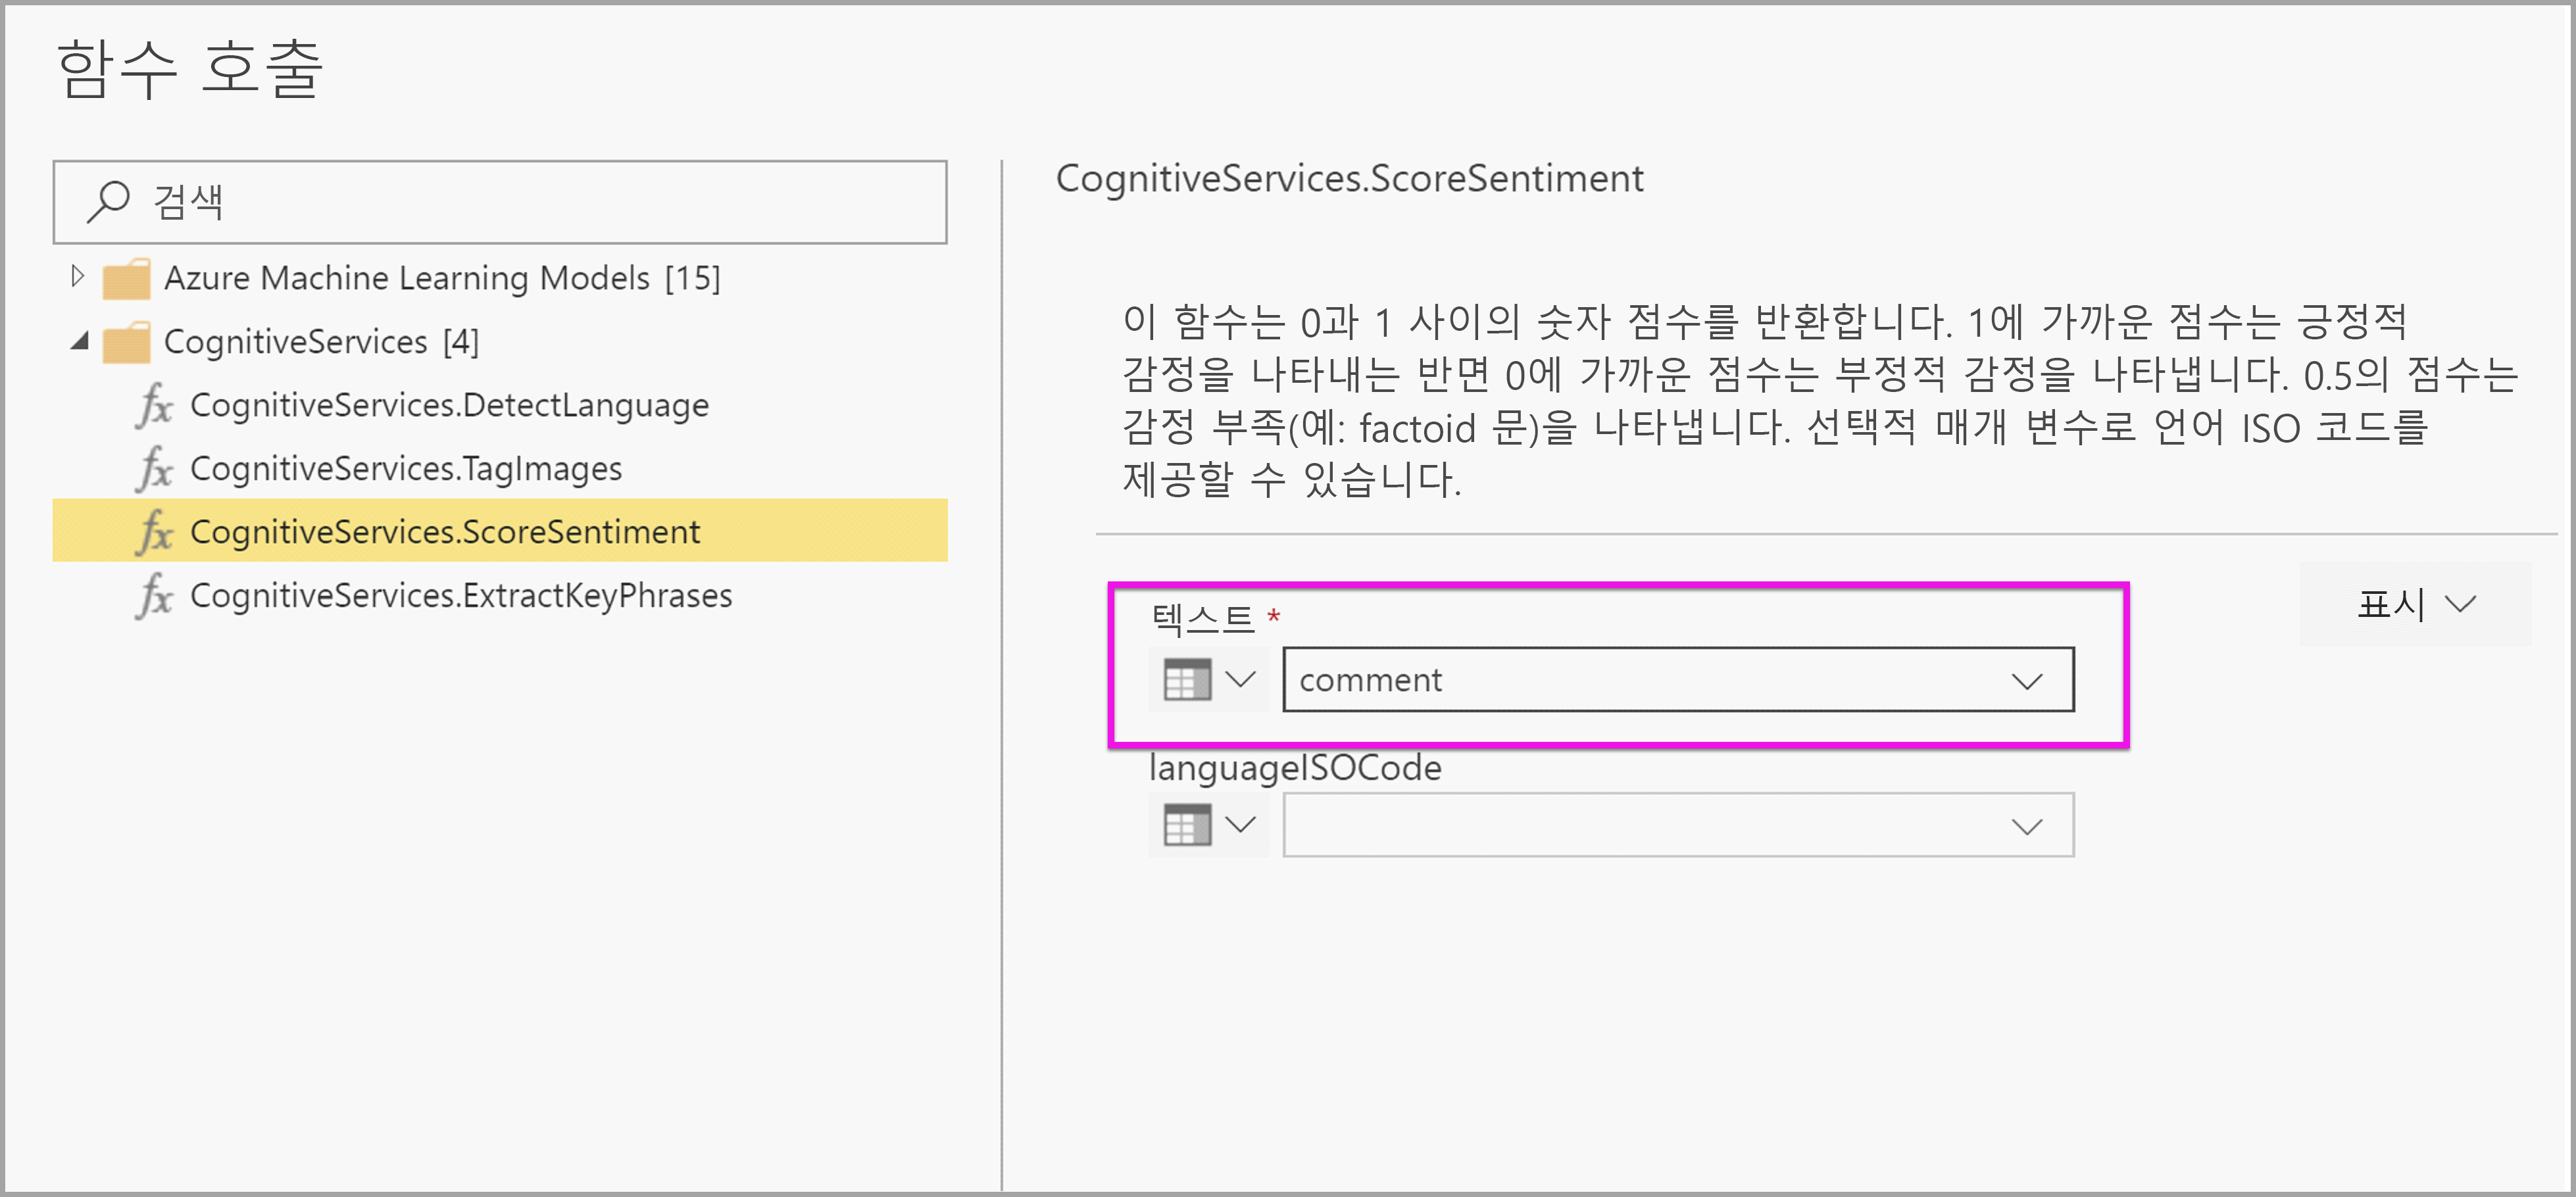 함수 호출
검색
Azure Machine Learning Models [15]
CognitiveServices [4]
fx CognitiveServices.DetectLanguage
fx CognitiveServices.TagImages
fx CognitiveServices.ScoreSentiment
fx CognitiveServices.ExtractKeyPhrases
CognitiveServices.ScoreSentiment
이 함수는 0과 1 사이의 숫자 점수를 반환합니다. 1에 가까운 점수는 긍정적
감정을 나타내는 반면 0에 가까운 점수는 부정적 감정을 나타냅니다. 0.5의 점수는
감정 부족(예: factoid 문)을 나타냅니다. 선택적 매개 변수로 언어 ISO 코드를
제공할 수 있습니다.
텍스트 *
표시
comment
languageISOCode